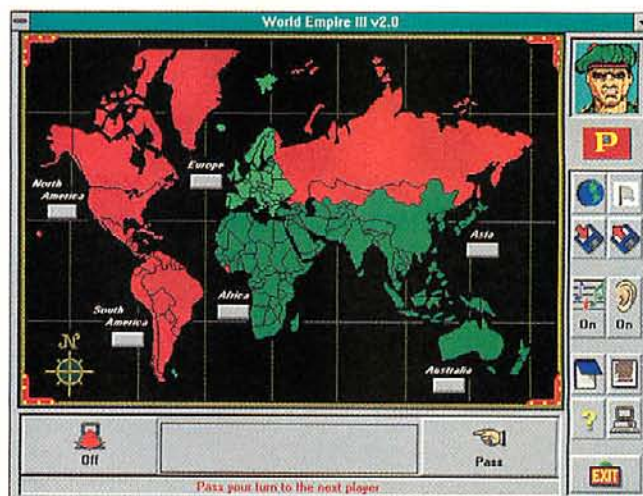 World Empire III v2.0
Europe
North
America
Asia
Africa
South
America
N
Australia
P
On
On
Off
Pass
?
EXIT
Pass your turn to the next player